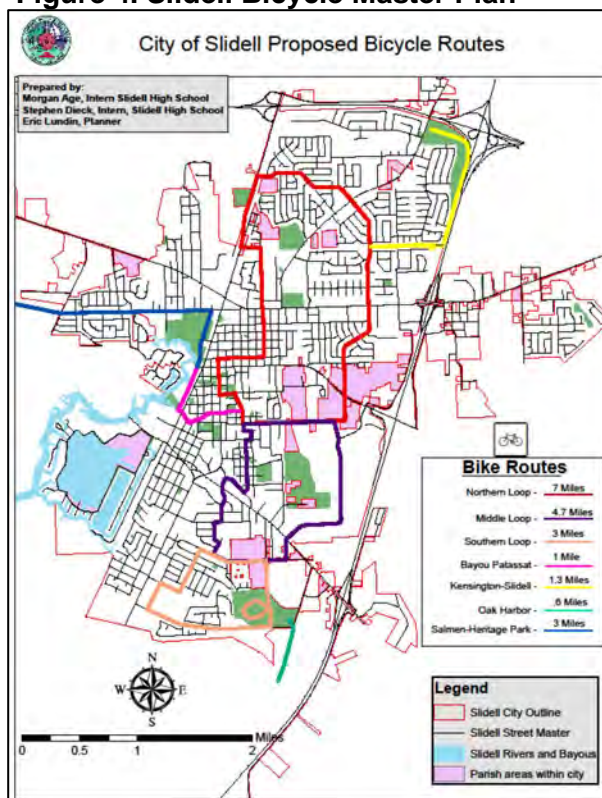 Figure 4. Slidell Bicycle Master Plan
City of Slidell Proposed Bicycle Routes
Prepared by:
Morgan Age, Intern Slidell High School
Stephen Dieck, Intern, Slidell High School
Eric Lundin, Planner
Bike Routes
Northern Loop - 7 Miles
Middle Loop - 4.7 Miles
Southern Loop - 3 Miles
Bayou Patassat - 1 Mile
Kensington-Slidell - 1.3 Miles
Oak Harbor - .6 Miles
Salmen-Heritage Park - 3 Miles
N
W E
S
Miles
0 0.5 1 2
Legend
Slidell City Outline
Slidell Street Master
Slidell Rivers and Bayous
Parish areas within city